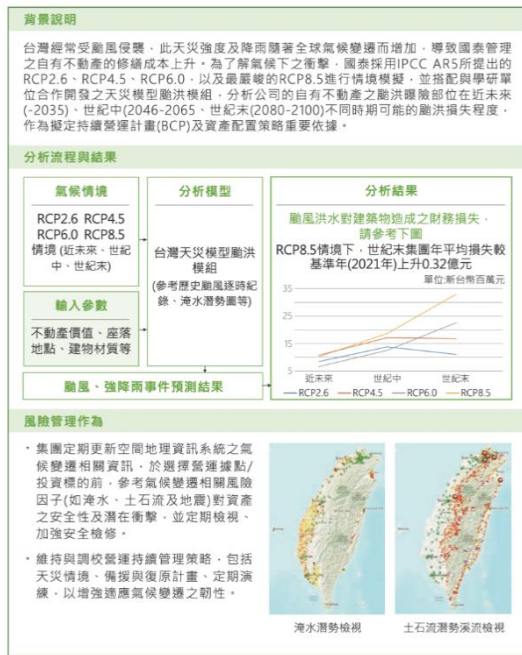 背景說明
台灣經常受颱風侵襲，此天災強度及降雨隨著全球氣候變遷而增加，導致國泰管理
之自有不動產的修繕成本上升。為了解氣候下之衝擊，國泰採用IPCC AR5所提出的
RCP2.6、RCP4.5、RCP6.0，以及最嚴峻的RCP8.5進行情境模擬，並搭配與學研單
位合作開發之天災模型颱洪模組，分析公司的自有不動產之颱洪曝險部位在近未來
(-2035)、世紀中(2046-2065、世紀末(2080-2100)不同時期可能的颱洪損失程度，
作為擬定持續營運計畫(BCP)及資產配置策略重要依據。
分析流程與結果
氣候情境
RCP2.6 RCP4.5
RCP6.0 RCP8.5
情境 (近未來、世紀
中、世紀末)
輸入參數
不動產價值、座落
地點、建物材質等
分析模型
台灣天災模型颱洪
模組
(參考歷史颱風逐時紀
錄、淹水潛勢圖等)
颱風、強降雨事件預測結果
分析結果
颱風洪水對建築物造成之財務損失，
請參考下圖
RCP8.5情境下，世紀末集團年平均損失較
基準年(2021年)上升0.32億元
單位:新台幣百萬元
35
25
15
5
近未來 世紀中 世紀末
RCP2.6 RCP4.5 RCP6.0 RCP8.5
風險管理作為
・集團定期更新空間地理資訊系統之氣
候變遷相關資訊，於選擇營運據點/
投資標的前，參考氣候變遷相關風險
因子(如淹水、土石流及地震)對資產
之安全性及潛在衝擊，並定期檢視、
加強安全檢修。
・維持與調校營運持續管理策略，包括
天災情境、備援與復原計畫、定期演
練，以增強適應氣候變遷之韌性。
淹水潛勢檢視
土石流潛勢溪流檢視